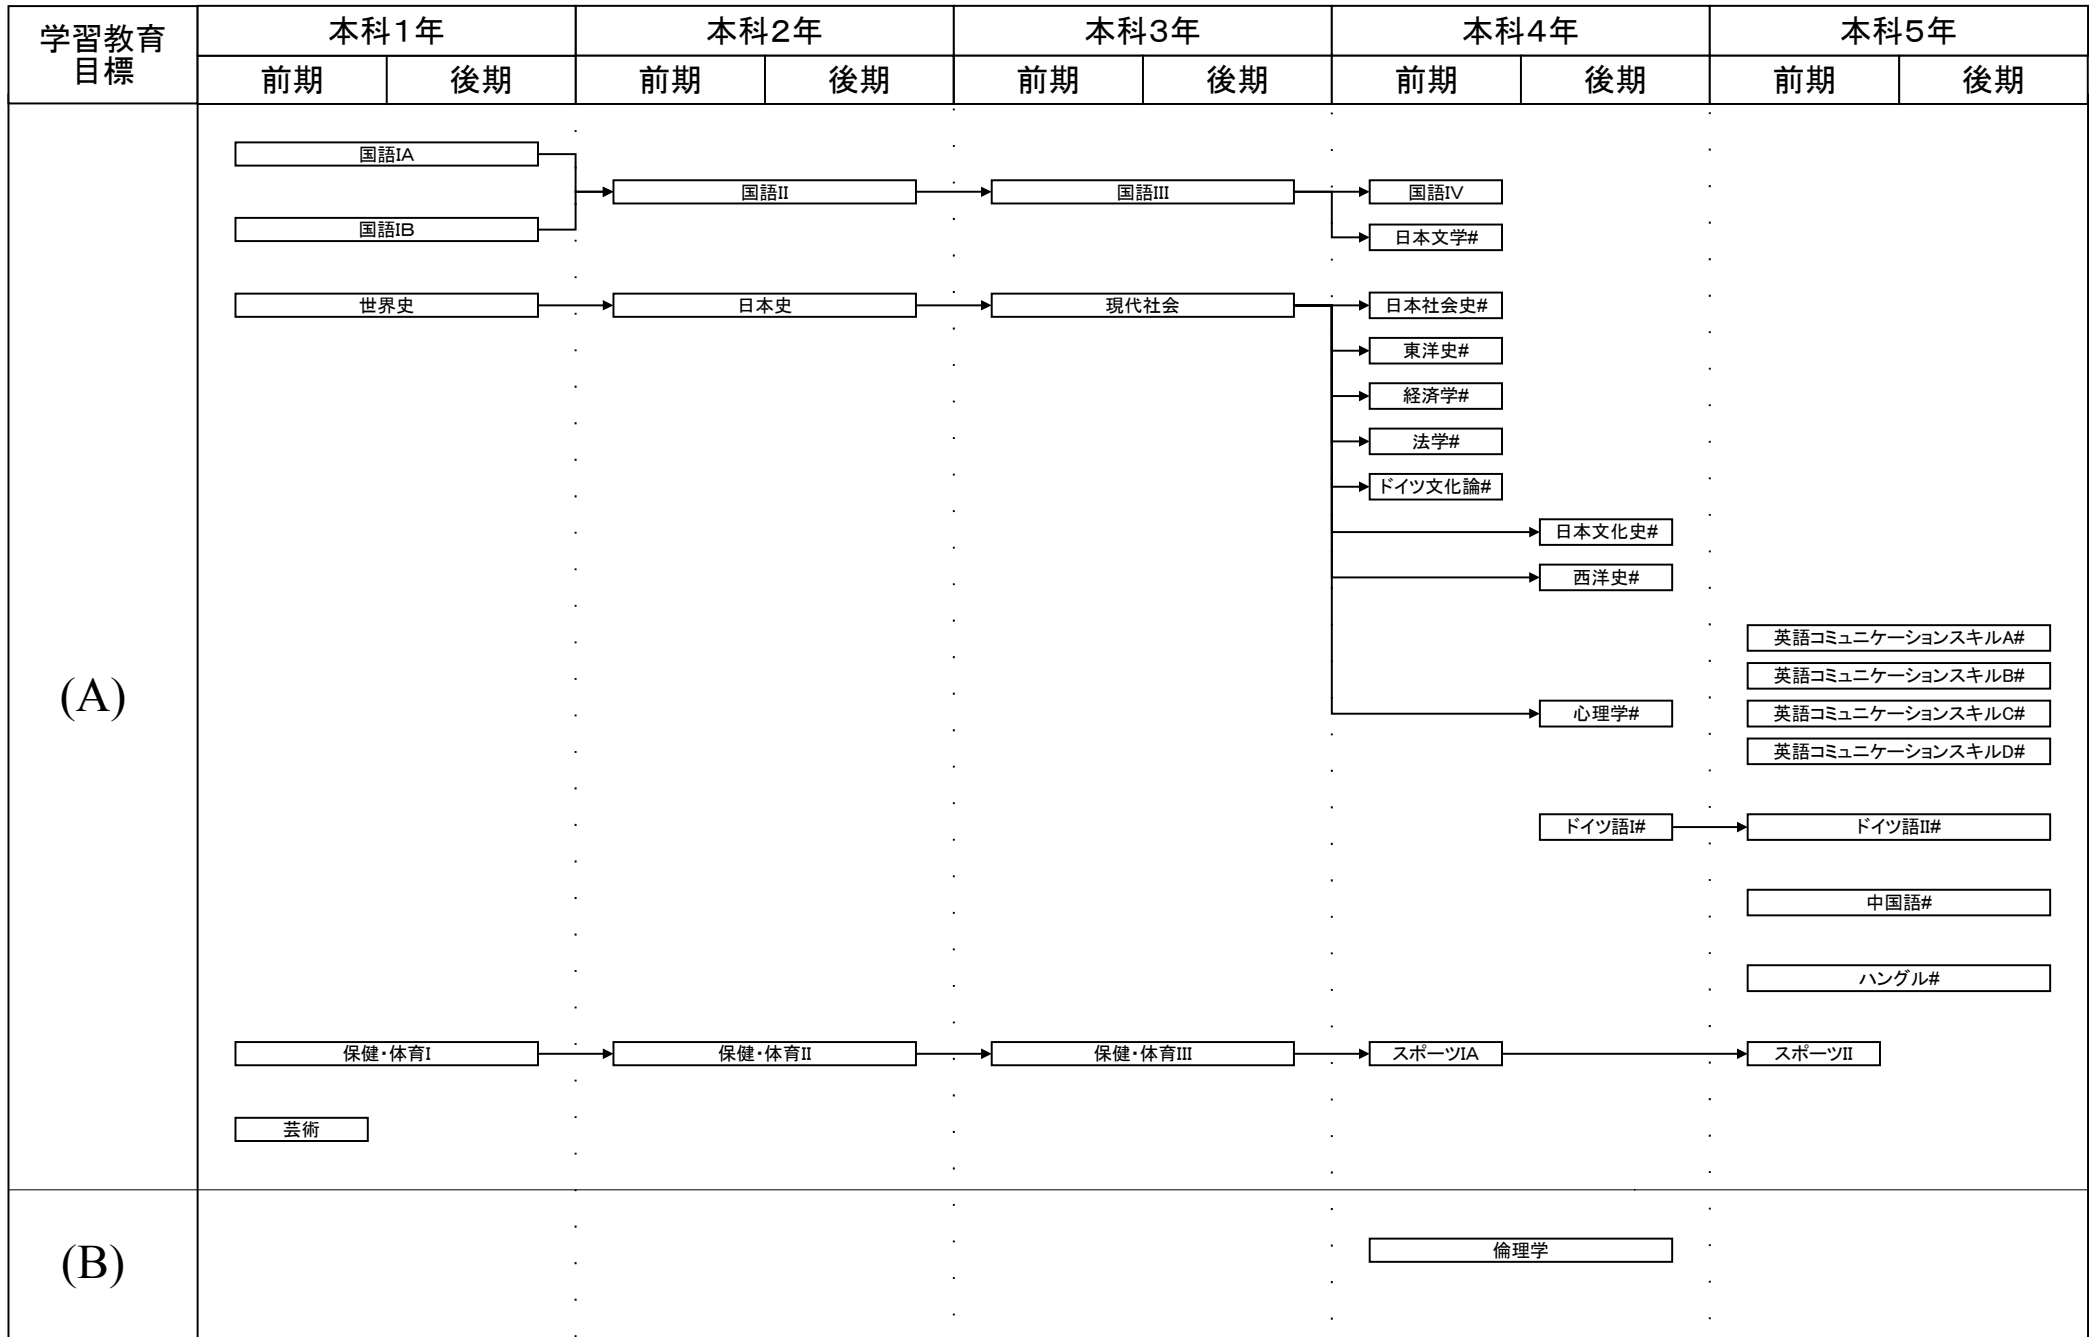 学習教育
目標
本科1年
本科2年
本科3年
本科4年
本科5年
前期
後期
前期
後期
前期
後期
前期
後期
前期
後期
(A)
国語IA
国語II
国語III
国語IV
国語IB
日本文学#
世界史
日本史
現代社会
日本社会史#
東洋史#
経済学#
法学#
ドイツ文化論#
日本文化史#
西洋史#
英語コミュニケーションスキルA#
英語コミュニケーションスキルB#
心理学#
英語コミュニケーションスキルC#
英語コミュニケーションスキルD#
ドイツ語I#
ドイツ語II#
中国語#
ハングル#
保健・体育I
保健・体育II
保健・体育III
スポーツIA
スポーツII
芸術
(B)
倫理学